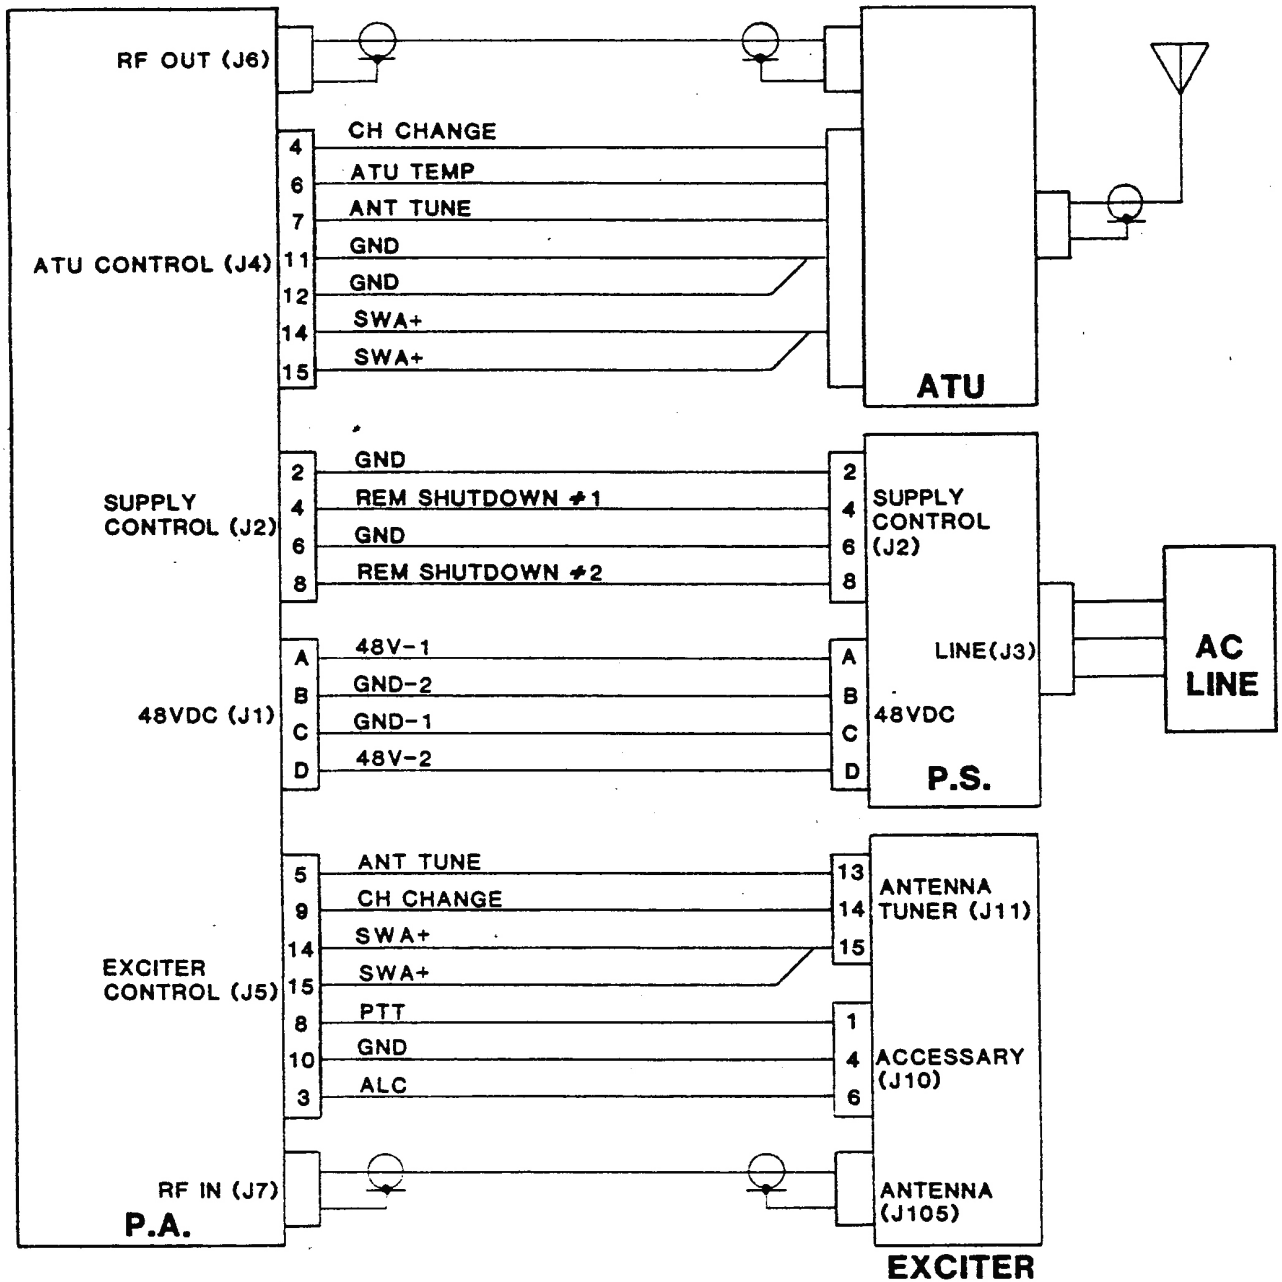 RF OUT (J6)
CH CHANGE
4
ATU TEMP
6
ANT TUNE
7
GND
ATU CONTROL (J4)
11
GND
12
SWA+
14
SWA+
15
ATU
GND
2
2
SUPPLY
CONTROL (J2)
REM SHUTDOWN #1
4
4
GND
6
6
REM SHUTDOWN #2
8
8
SUPPLY
CONTROL
(J2)
48V-1
A
A
LINE(J3)
AC
LINE
GND-2
B
B
48VDC (J1)
48VDC
GND-1
C
C
48V-2
D
D
P.S.
ANT TUNE
5
13
ANTENNA
TUNER (J11)
CH CHANGE
9
14
SWA+
14
15
EXCITER
CONTROL (J5)
SWA+
15
PTT
8
1
GND
10
4
ACCESSARY
(J10)
ALC
3
6
RF IN (J7)
ANTENNA
(J105)
P.A.
EXCITER